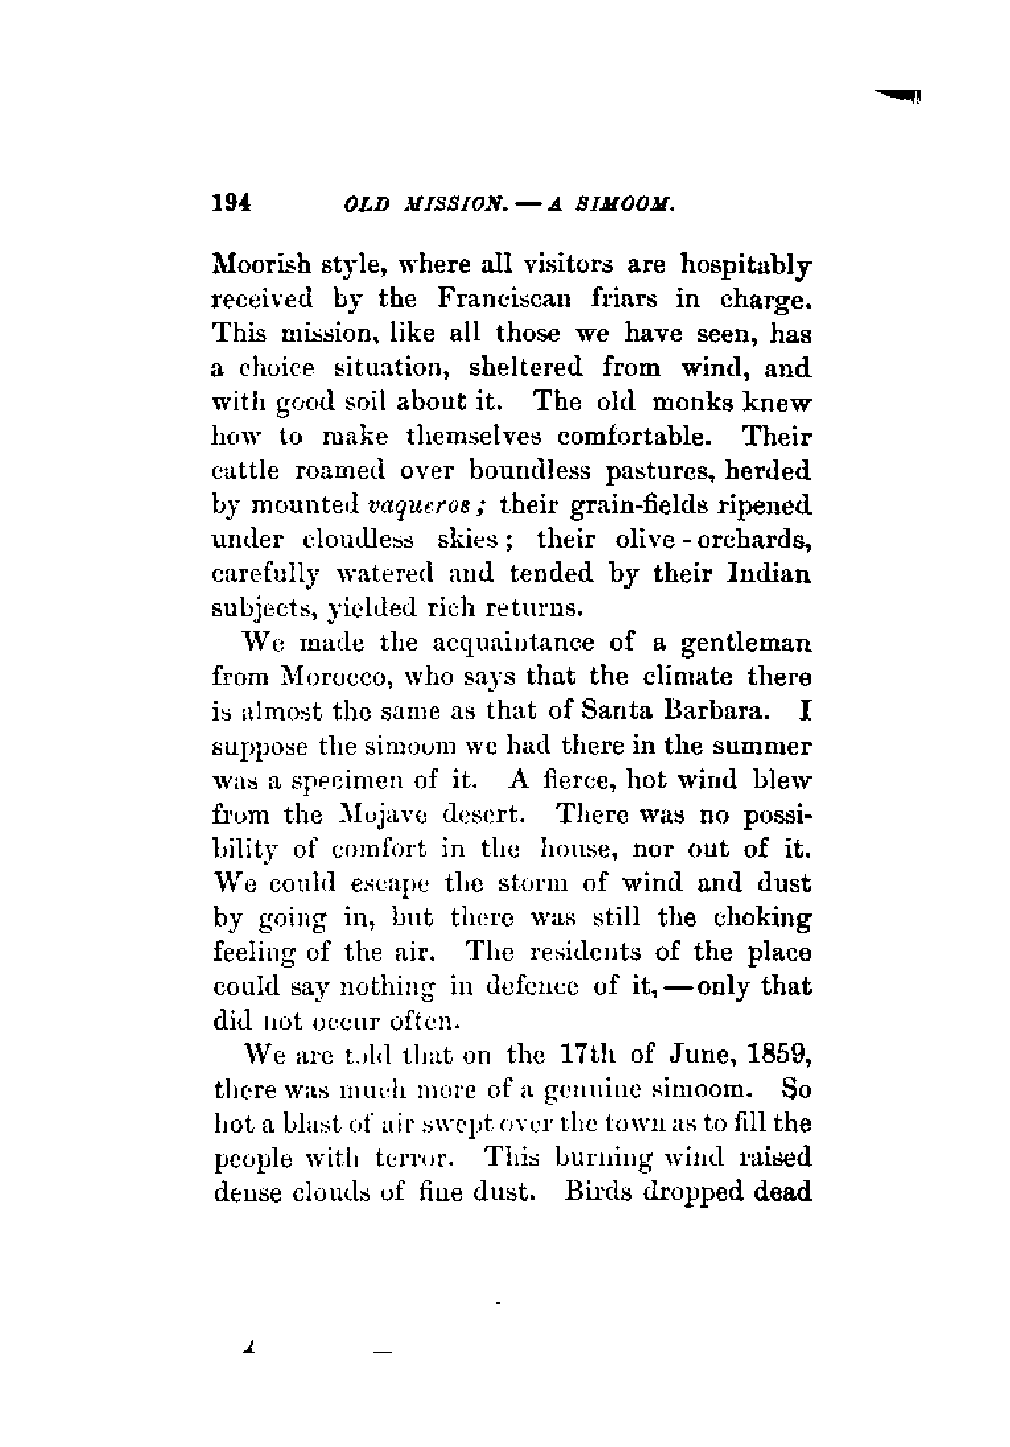 194 OLD MISSION. — A SIMOOM.
Moorish style, where all visitors are hospitably
received by the Franciscan friars in charge.
This mission, like all those we have seen, has
a choice situation, sheltered from wind, and
with good soil about it. The old monks knew
how to make themselves comfortable. Their
cattle roamed over boundless pastures, herded
by mounted vaqueros; their grain-fields ripened
under cloudless skies; their olive-orchards,
carefully watered and tended by their Indian
subjects, yielded rich returns.
We made the acquaintance of a gentleman
from Morocco, who says that the climate there
is almost the same as that of Santa Barbara. I
suppose the simoom we had there in the summer
was a specimen of it. A fierce, hot wind blew
from the Mojave desert. There was no possi-
bility of comfort in the house, nor out of it.
We could escape the storm of wind and dust
by going in, but there was still the choking
feeling of the air. The residents of the place
could say nothing in defence of it,—only that
did not occur often.
We are told that on the 17th of June, 1859,
there was much more of a genuine simoom. So
hot a blast of air swept over the town as to fill the
people with terror. This burning wind raised
dense clouds of fine dust. Birds dropped dead